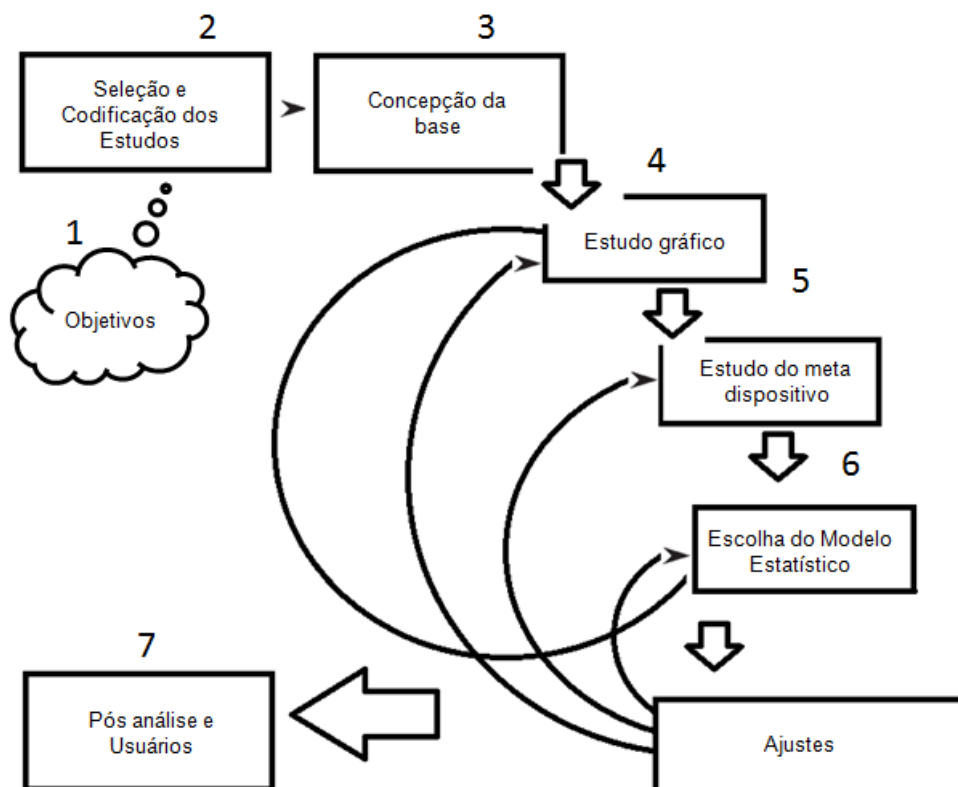 2
Seleção e
Codificação dos
Estudos
3
Concepção da
base
1
Objetivos
4
Estudo gráfico
5
Estudo do meta
dispositivo
6
Escolha do Modelo
Estatístico
Ajustes
7
Pós análise e
Usuários